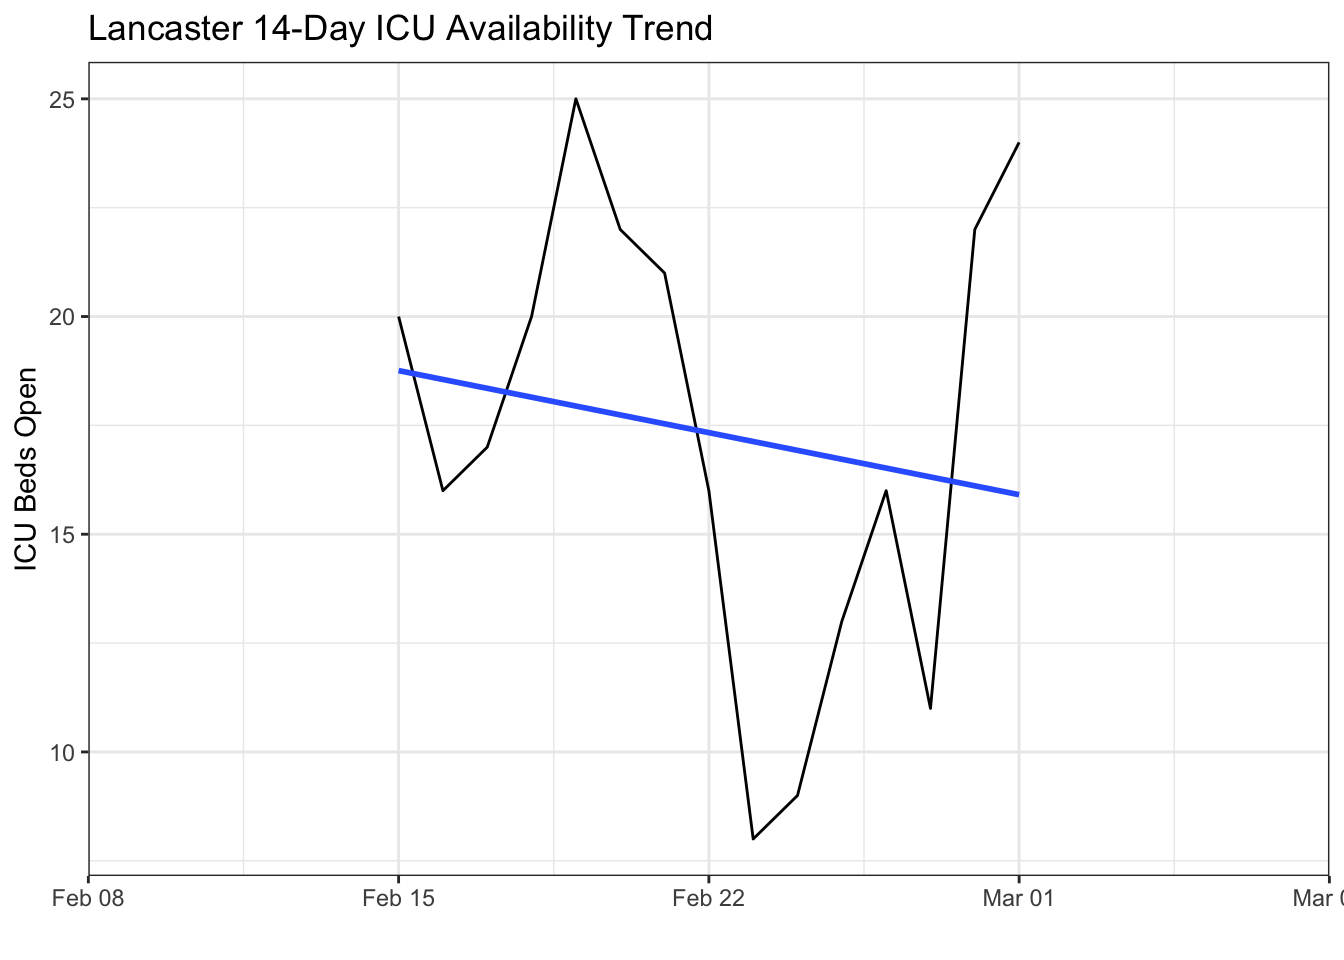 Lancaster 14-Day ICU Availability Trend
25
20
15
10
ICU Beds Open
Feb 08 Feb 15 Feb 22 Mar 01 Mar